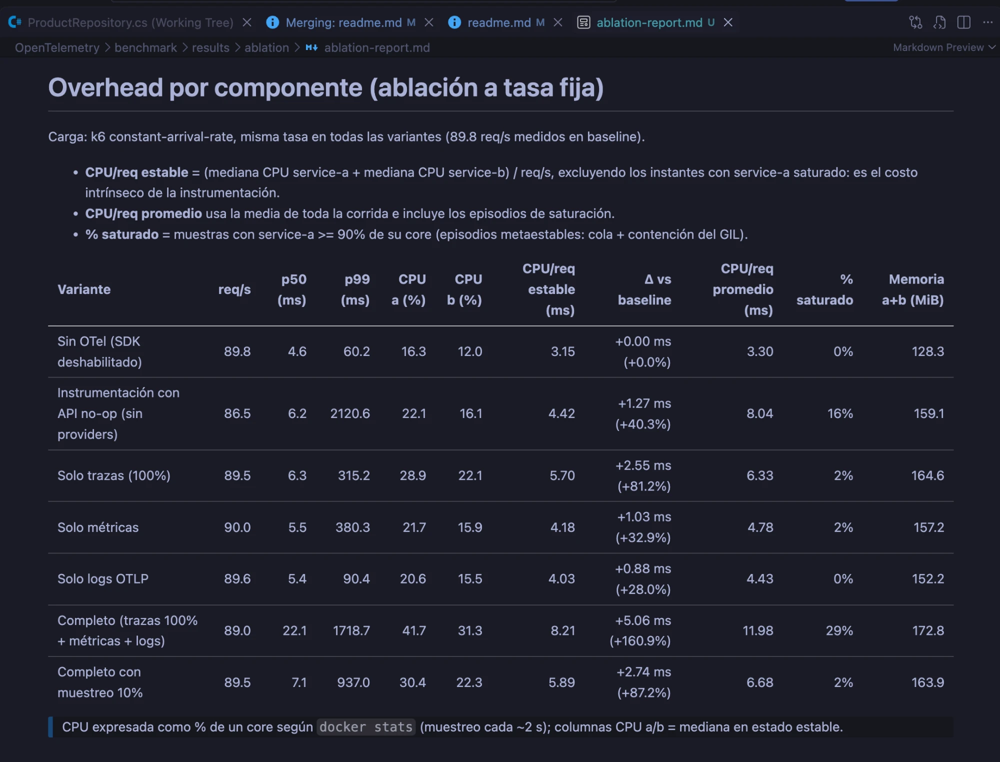 ProductRepository.cs (Working Tree)
Merging: readme.md M
readme.md M
ablation-report.md U
OpenTelemetry > benchmark > results > ablation > ablation-report.md
Markdown Preview
Overhead por componente (ablación a tasa fija)
Carga: k6 constant-arrival-rate, misma tasa en todas las variantes (89.8 req/s medidos en baseline).
• CPU/req estable = (mediana CPU service-a + mediana CPU service-b) / req/s, excluyendo los instantes con service-a saturado: es el costo
intrínseco de la instrumentación.
• CPU/req promedio usa la media de toda la corrida e incluye los episodios de saturación.
• % saturado = muestras con service-a >= 90% de su core (episodios metaestables: cola + contención del GIL).
Variante req/s p50 (ms) p99 (ms) CPU a (%) CPU b (%) CPU/req estable (ms) Δ vs baseline CPU/req promedio (ms) % saturado Memoria a+b (MiB)
Sin OTel (SDK deshabilitado) 89.8 4.6 60.2 16.3 12.0 3.15 +0.00 ms (+0.0%) 3.30 0% 128.3
Instrumentación con API no-op (sin providers) 86.5 6.2 2120.6 22.1 16.1 4.42 +1.27 ms (+40.3%) 8.04 16% 159.1
Solo trazas (100%) 89.5 6.3 315.2 28.9 22.1 5.70 +2.55 ms (+81.2%) 6.33 2% 164.6
Solo métricas 90.0 5.5 380.3 21.7 15.9 4.18 +1.03 ms (+32.9%) 4.78 2% 157.2
Solo logs OTLP 89.6 5.4 90.4 20.6 15.5 4.03 +0.88 ms (+28.0%) 4.43 0% 152.2
Completo (trazas 100% + métricas + logs) 89.0 22.1 1718.7 41.7 31.3 8.21 +5.06 ms (+160.9%) 11.98 29% 172.8
Completo con muestreo 10% 89.5 7.1 937.0 30.4 22.3 5.89 +2.74 ms (+87.2%) 6.68 2% 163.9
CPU expresada como % de un core según docker stats (muestreo cada ~2 s); columnas CPU a/b = mediana en estado estable.